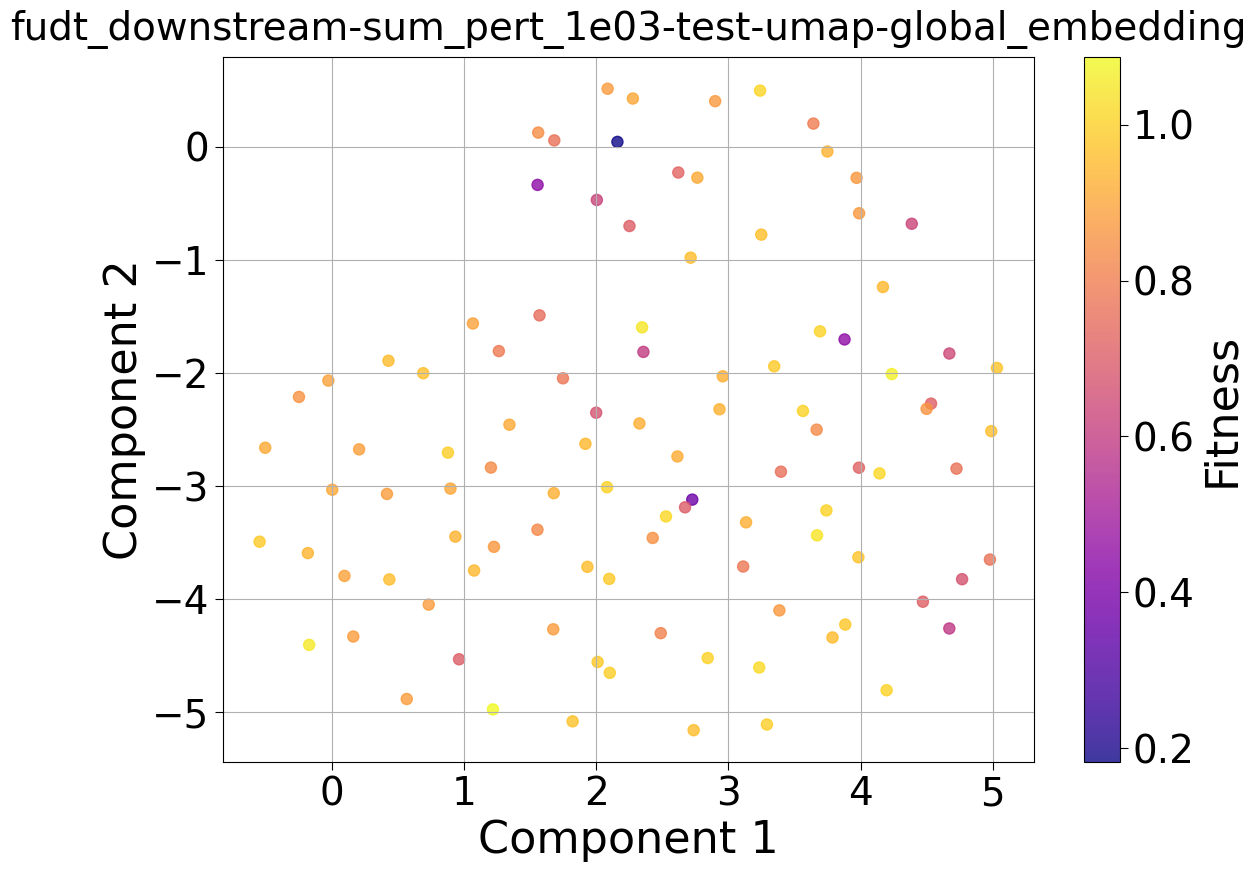 fudt_downstream-sum_pert_1e03-test-umap-global_embedding
Component 2
0
−1
−2
−3
−4
−5
0 1 2 3 4 5
Component 1
1.0
0.8
0.6
0.4
0.2
Fitness